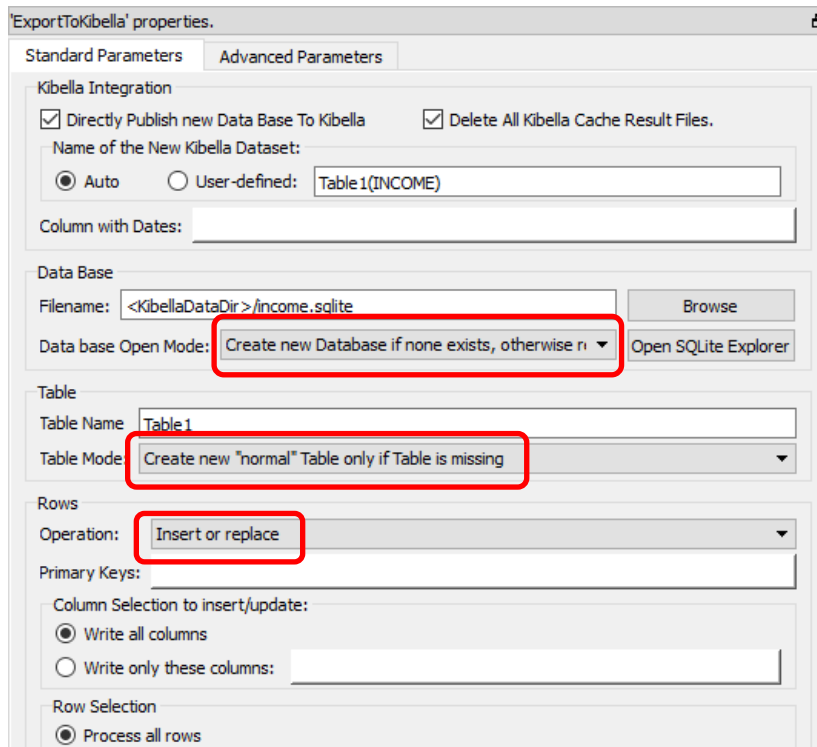 'ExportToKibella' properties.
Standard Parameters Advanced Parameters
Kibella Integration
Directly Publish new Data Base To Kibella Delete All Kibella Cache Result Files.
Name of the New Kibella Dataset:
Auto User-defined: Table1(INCOME)
Column with Dates:
Data Base
Filename: <KibellaDataDir>/income.sqlite Browse
Data base Open Mode: Create new Database if none exists, otherwise Open SQLite Explorer
Table
Table Name Table1
Table Mode: Create new "normal" Table only if Table is missing
Rows
Operation: Insert or replace
Primary Keys:
Column Selection to insert/update:
Write all columns
Write only these columns:
Row Selection
Process all rows